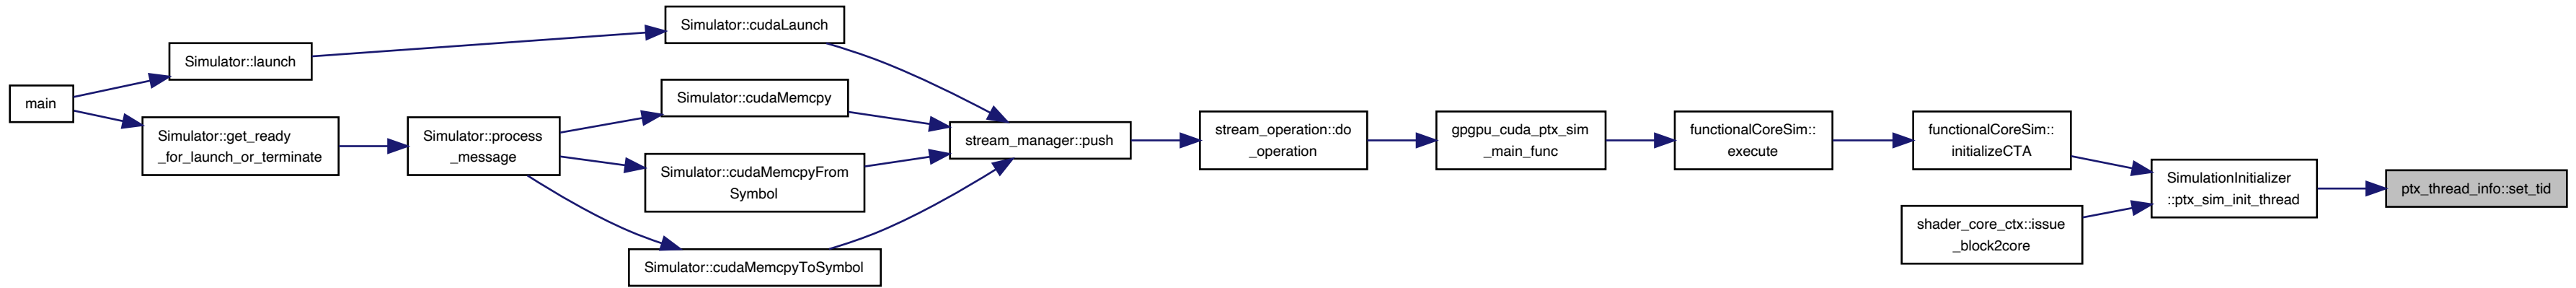 main
Simulator::launch
Simulator::get_ready
_for_launch_or_terminate
Simulator::process
_message
Simulator::cudaLaunch
Simulator::cudaMemcpy
Simulator::cudaMemcpyFrom
Symbol
Simulator::cudaMemcpyToSymbol
stream_manager::push
stream_operation::do
_operation
gpgpu_cuda_ptx_sim
_main_func
functionalCoreSim::
execute
functionalCoreSim::
initializeCTA
shader_core_ctx::issue
_block2core
SimulationInitializer
::ptx_sim_init_thread
ptx_thread_info::set_tid